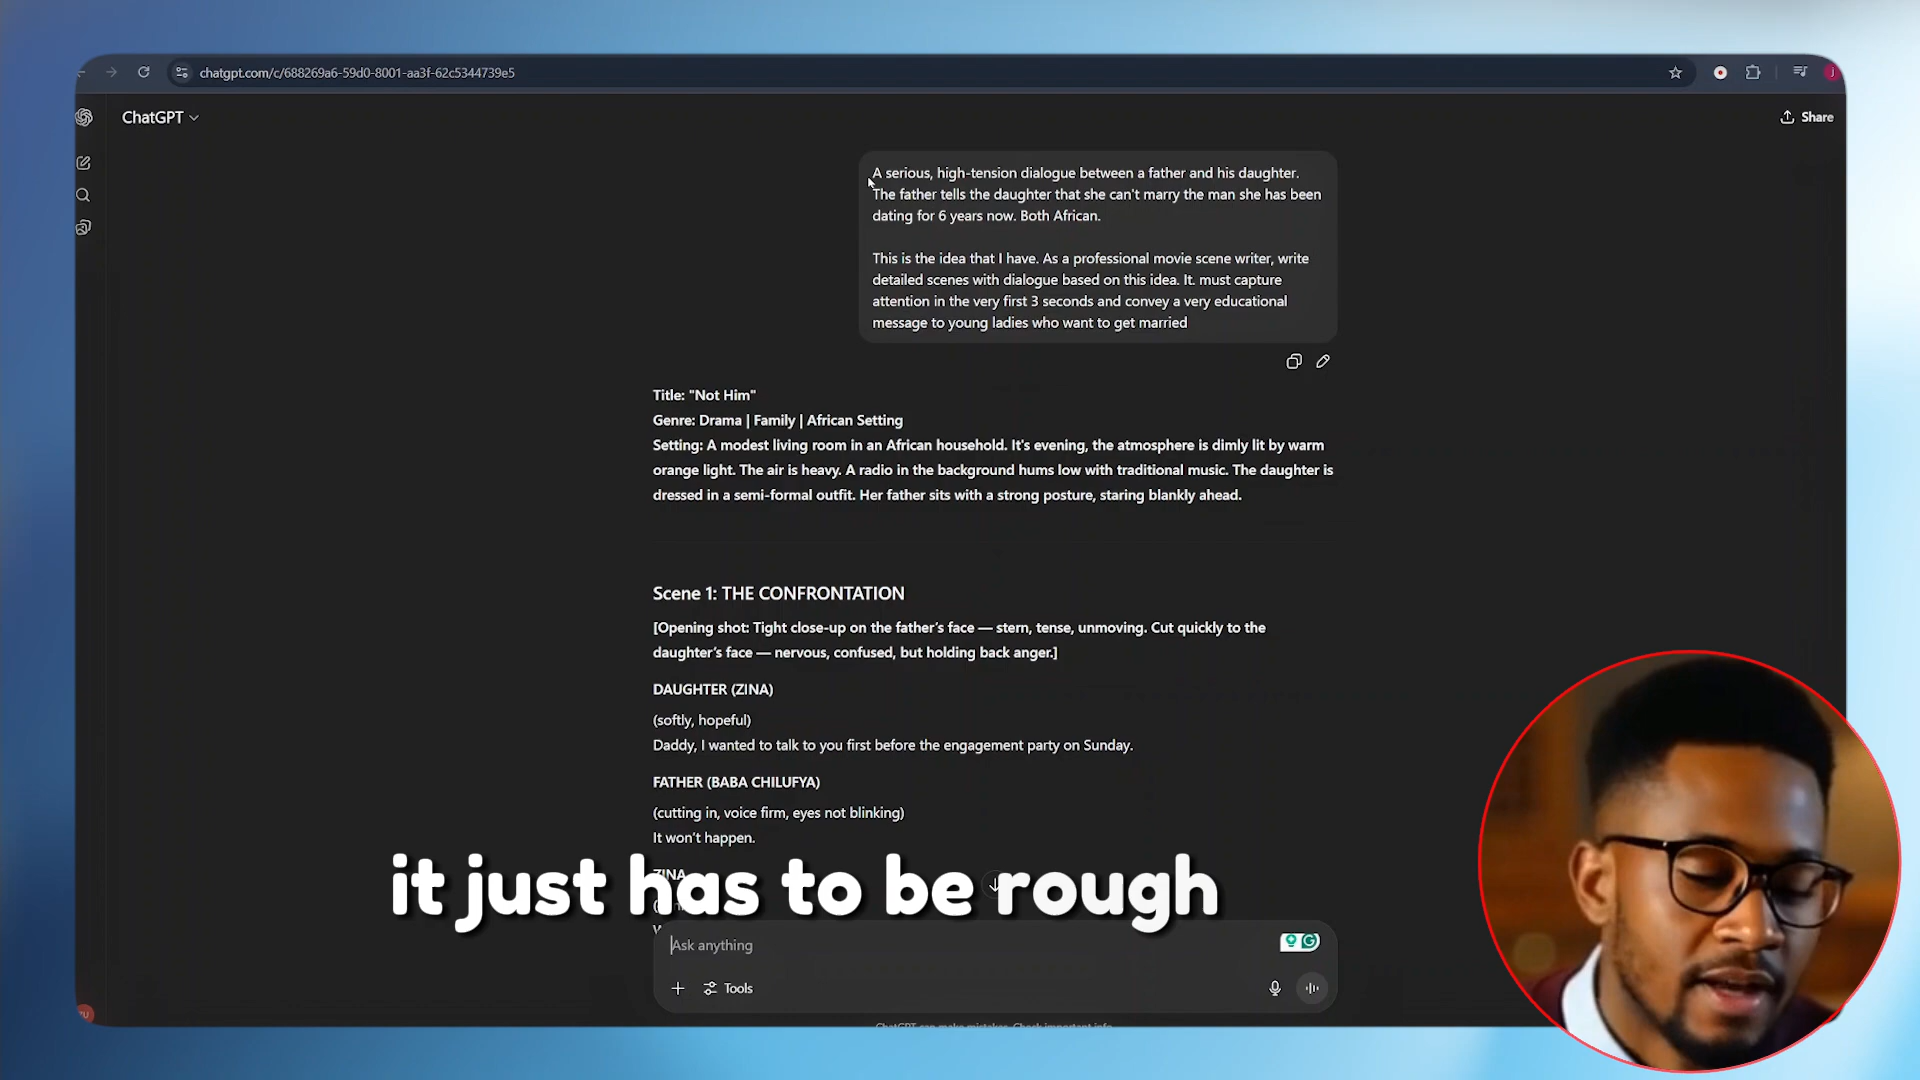 chatgpt.com/c/688269a6-59d0-8001-aa3f-62c5344739e5
J
ChatGPT
Share
A serious, high-tension dialogue between a father and his daughter.
The father tells the daughter that she can't marry the man she has been
dating for 6 years now. Both African.
This is the idea that I have. As a professional movie scene writer, write
detailed scenes with dialogue based on this idea. It. must capture
attention in the very first 3 seconds and convey a very educational
message to young ladies who want to get married
Title: "Not Him"
Genre: Drama | Family | African Setting
Setting: A modest living room in an African household. It's evening, the atmosphere is dimly lit by warm
orange light. The air is heavy. A radio in the background hums low with traditional music. The daughter is
dressed in a semi-formal outfit. Her father sits with a strong posture, staring blankly ahead.
Scene 1: THE CONFRONTATION
[Opening shot: Tight close-up on the father's face — stern, tense, unmoving. Cut quickly to the
daughter's face — nervous, confused, but holding back anger.]
DAUGHTER (ZINA)
(softly, hopeful)
Daddy, I wanted to talk to you first before the engagement party on Sunday.
FATHER (BABA CHILUFYA)
(cutting in, voice firm, eyes not blinking)
It won't happen.
ZINA
it just has to be rough
Ask anything
Tools
ChatGPT can make mistakes. Check important info.